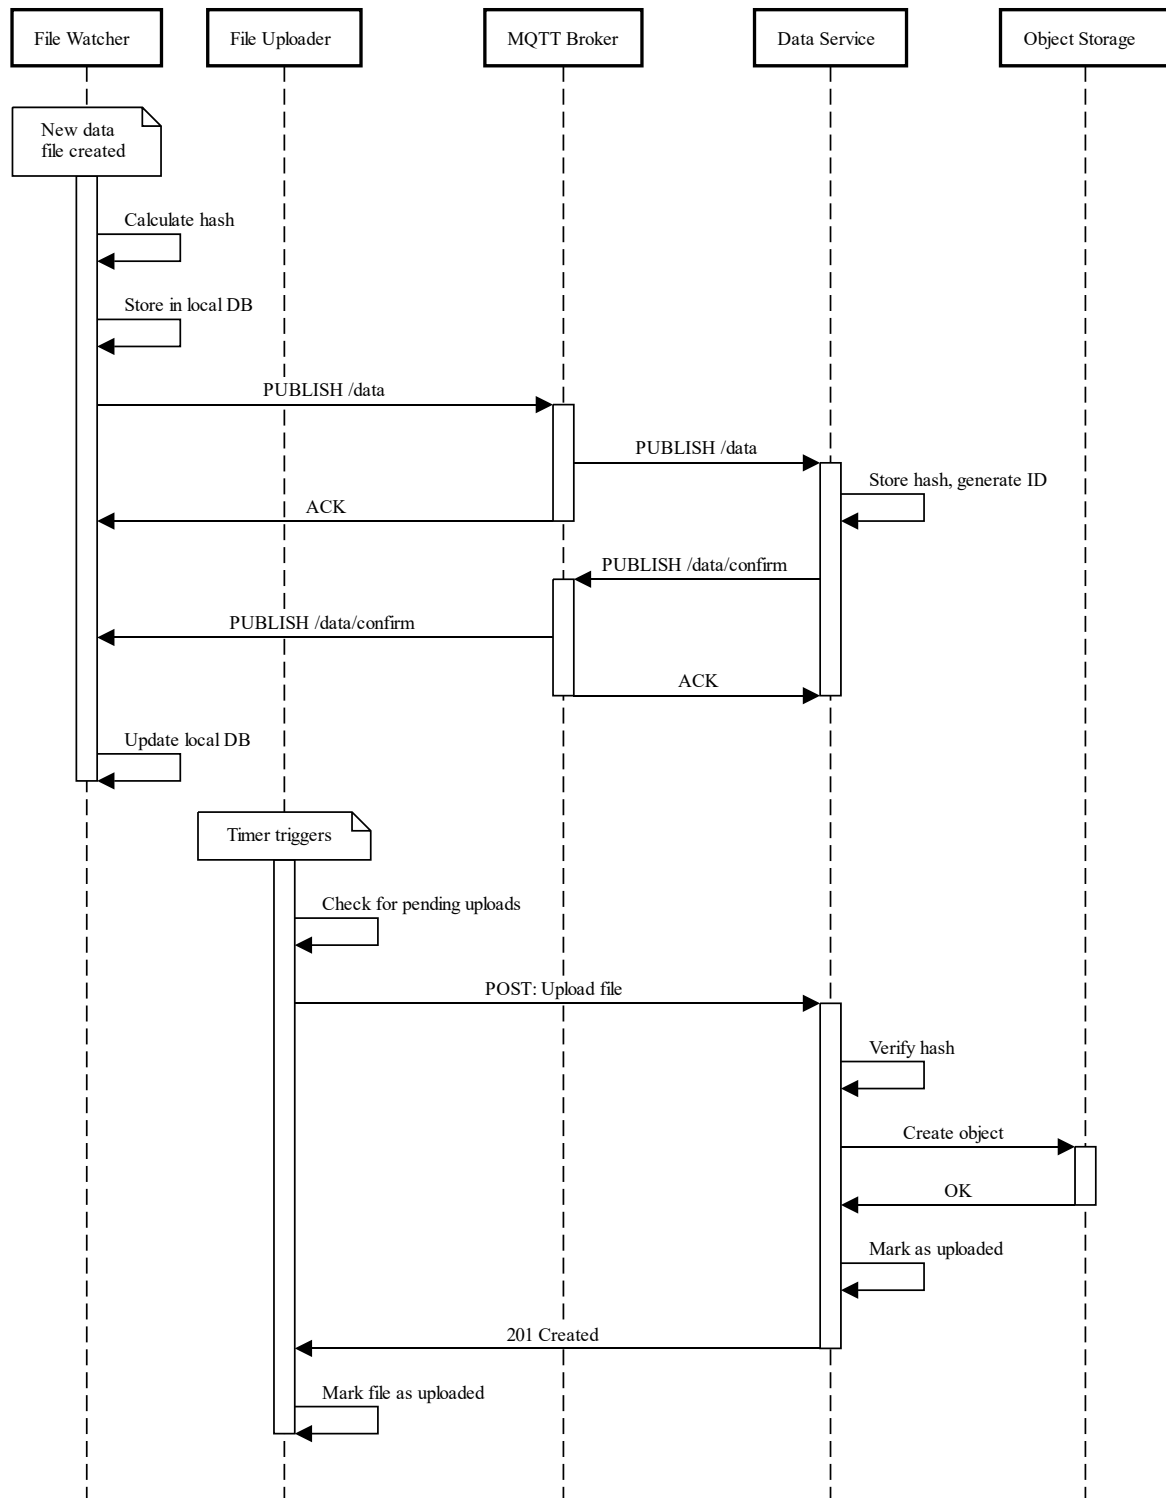 File Watcher
File Uploader
MQTT Broker
Data Service
Object Storage
New data
file created
Calculate hash
Store in local DB
PUBLISH /data
PUBLISH /data
Store hash, generate ID
ACK
PUBLISH /data/confirm
PUBLISH /data/confirm
ACK
Update local DB
Timer triggers
Check for pending uploads
POST: Upload file
Verify hash
Create object
OK
Mark as uploaded
201 Created
Mark file as uploaded